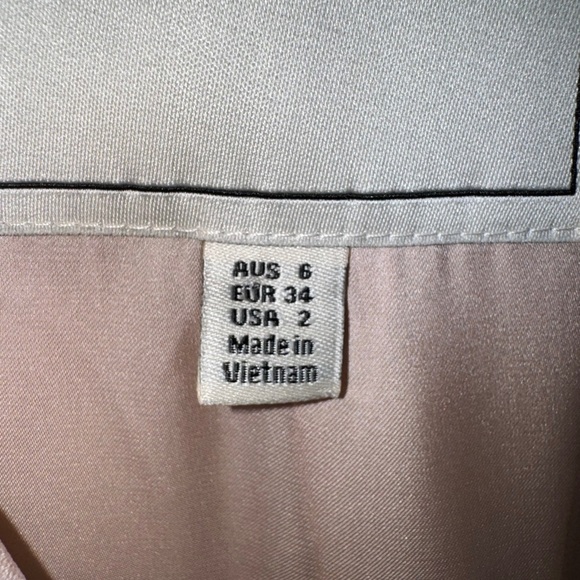 AUS 6
EUR 34
USA 2
Made in
Vietnam